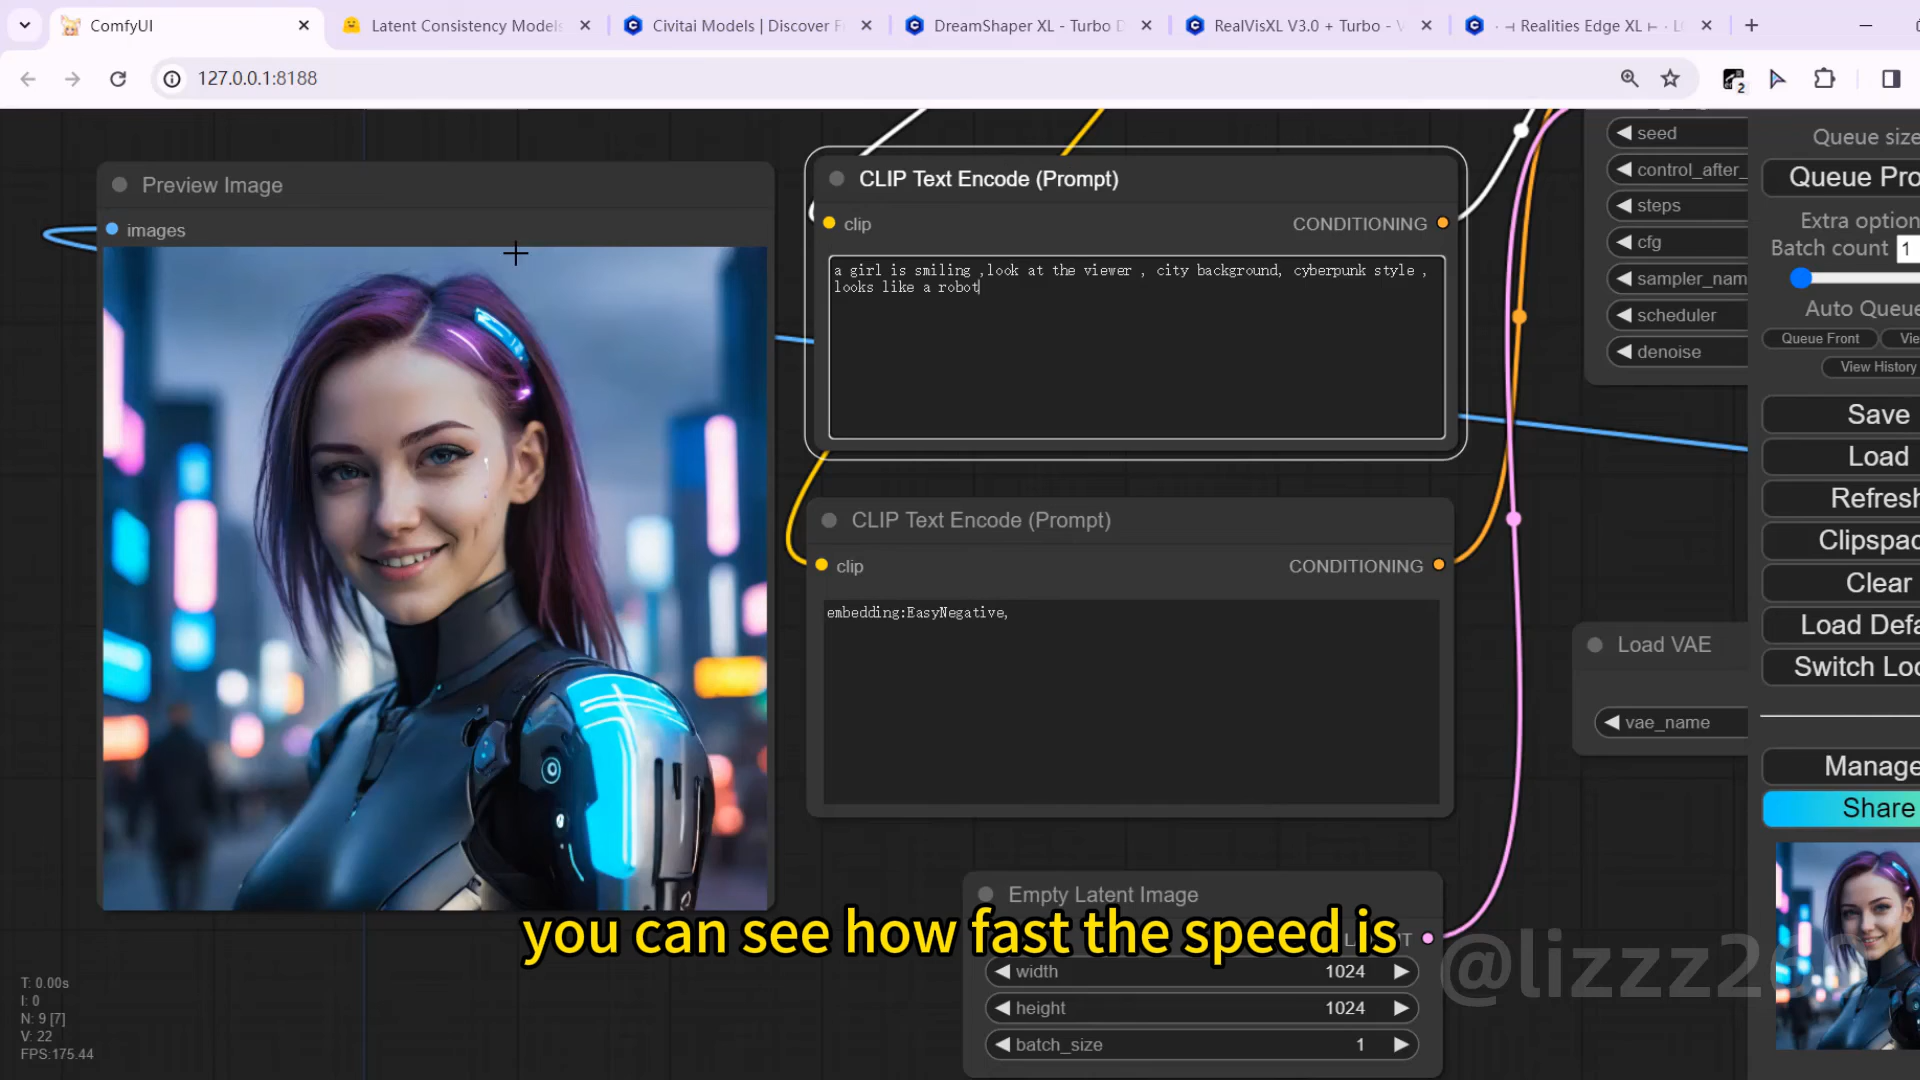 ComfyUI
Latent Consistency Models
Civitai Models | Discover F
DreamShaper XL - Turbo D
RealVisXL V3.0 + Turbo - V
Realities Edge XL
127.0.0.1:8188
2
Preview Image
images
CLIP Text Encode (Prompt)
clip
CONDITIONING
a girl is smiling ,look at the viewer , city background, cyberpunk style ,
looks like a robot
CLIP Text Encode (Prompt)
clip
CONDITIONING
embedding:EasyNegative,
Empty Latent Image
width 1024
height 1024
batch_size 1
seed
control_after_
steps
cfg
sampler_nam
scheduler
denoise
Load VAE
vae_name
Queue size
Queue Pro
Extra option
Batch count 1
Auto Queue
Queue Front
Vie
View History
Save
Load
Refresh
Clipspac
Clear
Load Defa
Switch Loc
Manage
Share
you can see how fast the speed is
@lizzz26
T: 0.00s
I: 0
N: 9 [7]
V: 22
FPS:175.44